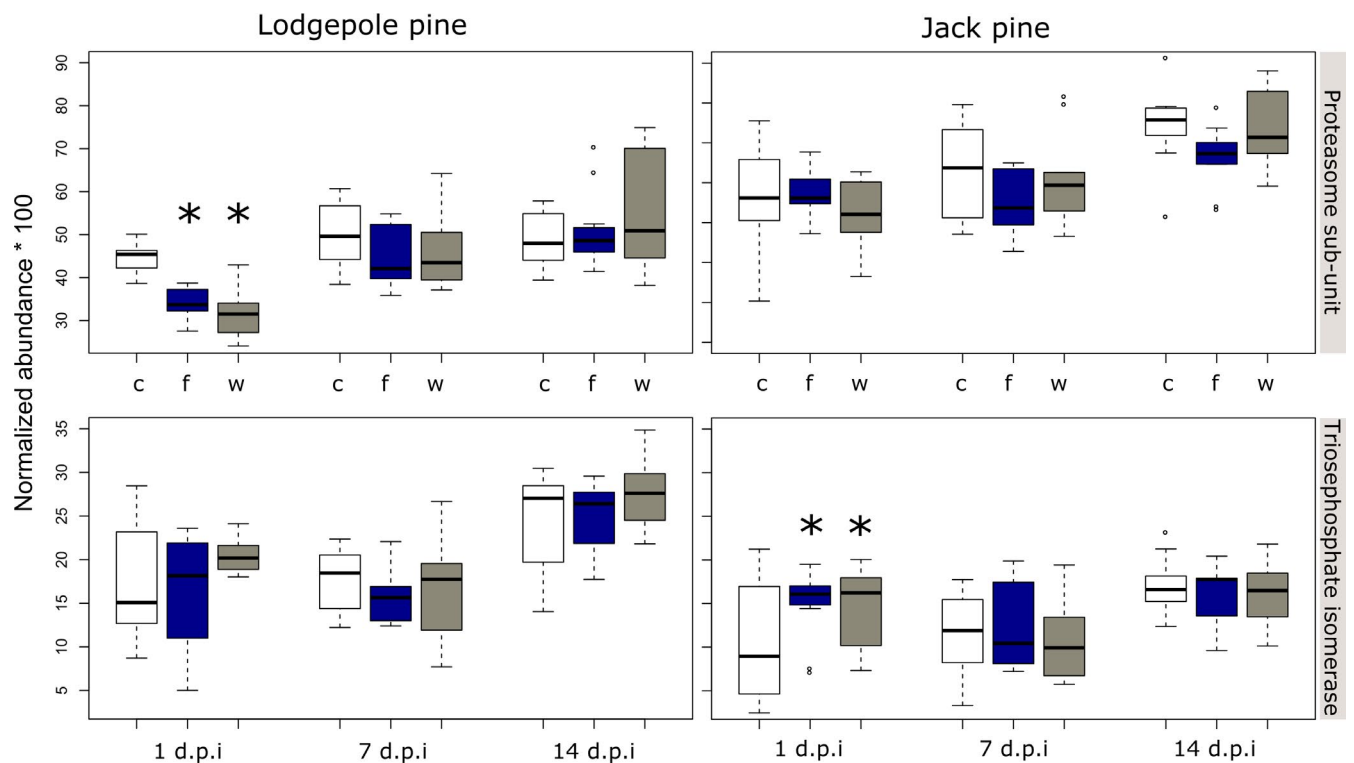 Lodgepole pine
Jack pine
Normalized abundance * 100
90
80
70
60
50
40
30
* *
c f w c f w c f w
c f w c f w c f w
Proteasome sub-unit
35
30
25
20
15
10
5
* *
1 d.p.i 7 d.p.i 14 d.p.i
1 d.p.i 7 d.p.i 14 d.p.i
Triosephosphate isomerase